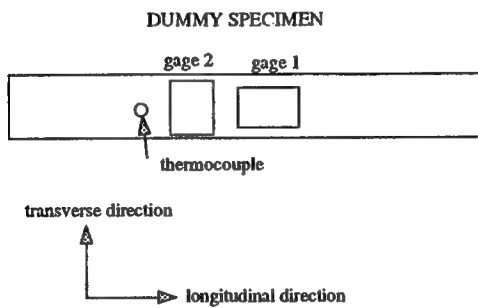 DUMMY SPECIMEN
gage 2 gage 1
thermocouple
transverse direction
longitudinal direction